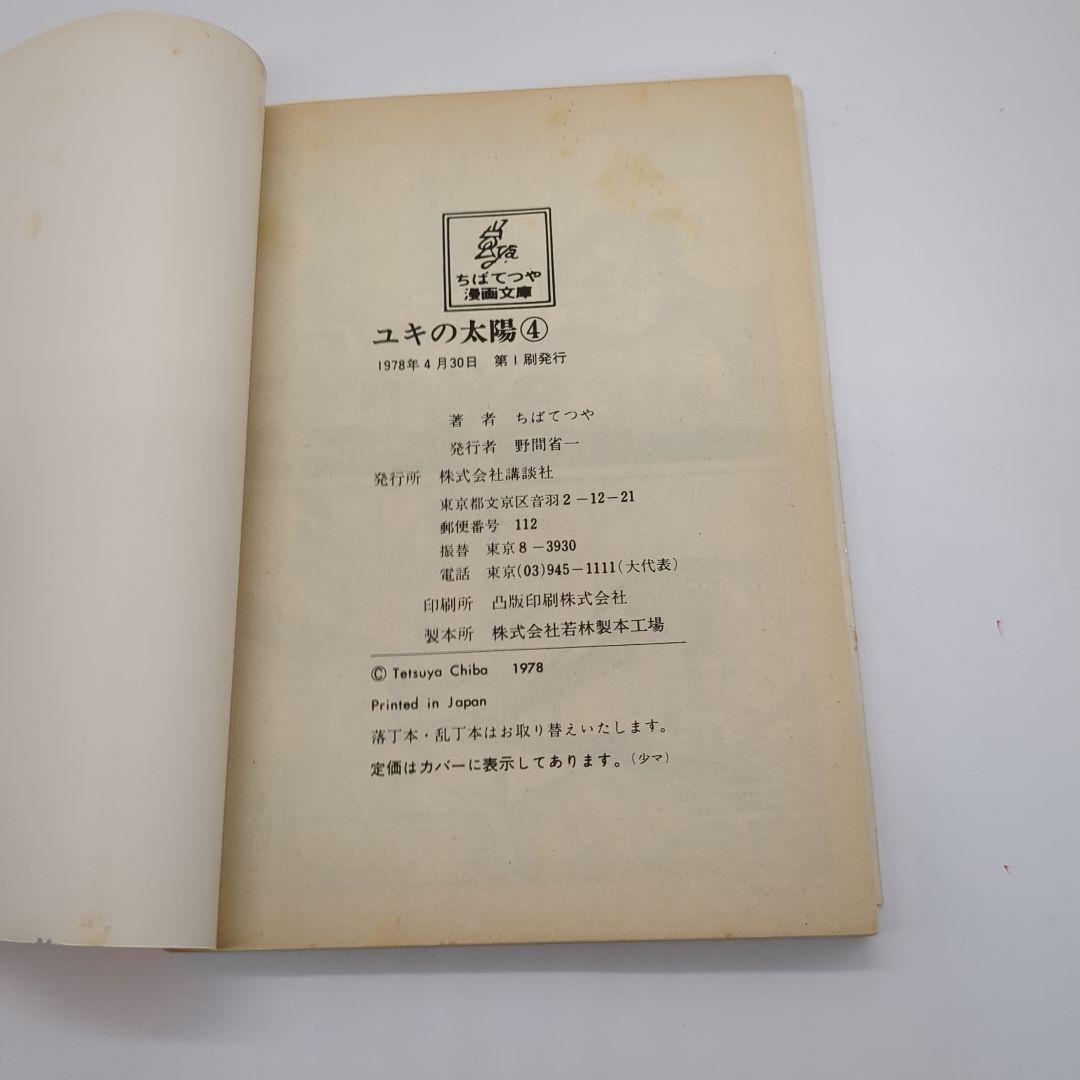 ちばてつや
漫画文庫
ユキの太陽④
1978年4月30日 第1刷発行
著者 ちばてつや
発行者 野間省一
発行所 株式会社講談社
東京都文京区音羽2-12-21
郵便番号 112
振替 東京8-3930
電話 東京(03)945-1111(大代表)
印刷所 凸版印刷株式会社
製本所 株式会社若林製本工場
© Tetsuya Chiba 1978
Printed in Japan
落丁本・乱丁本はお取り替えいたします。
定価はカバーに表示してあります。(少マ)